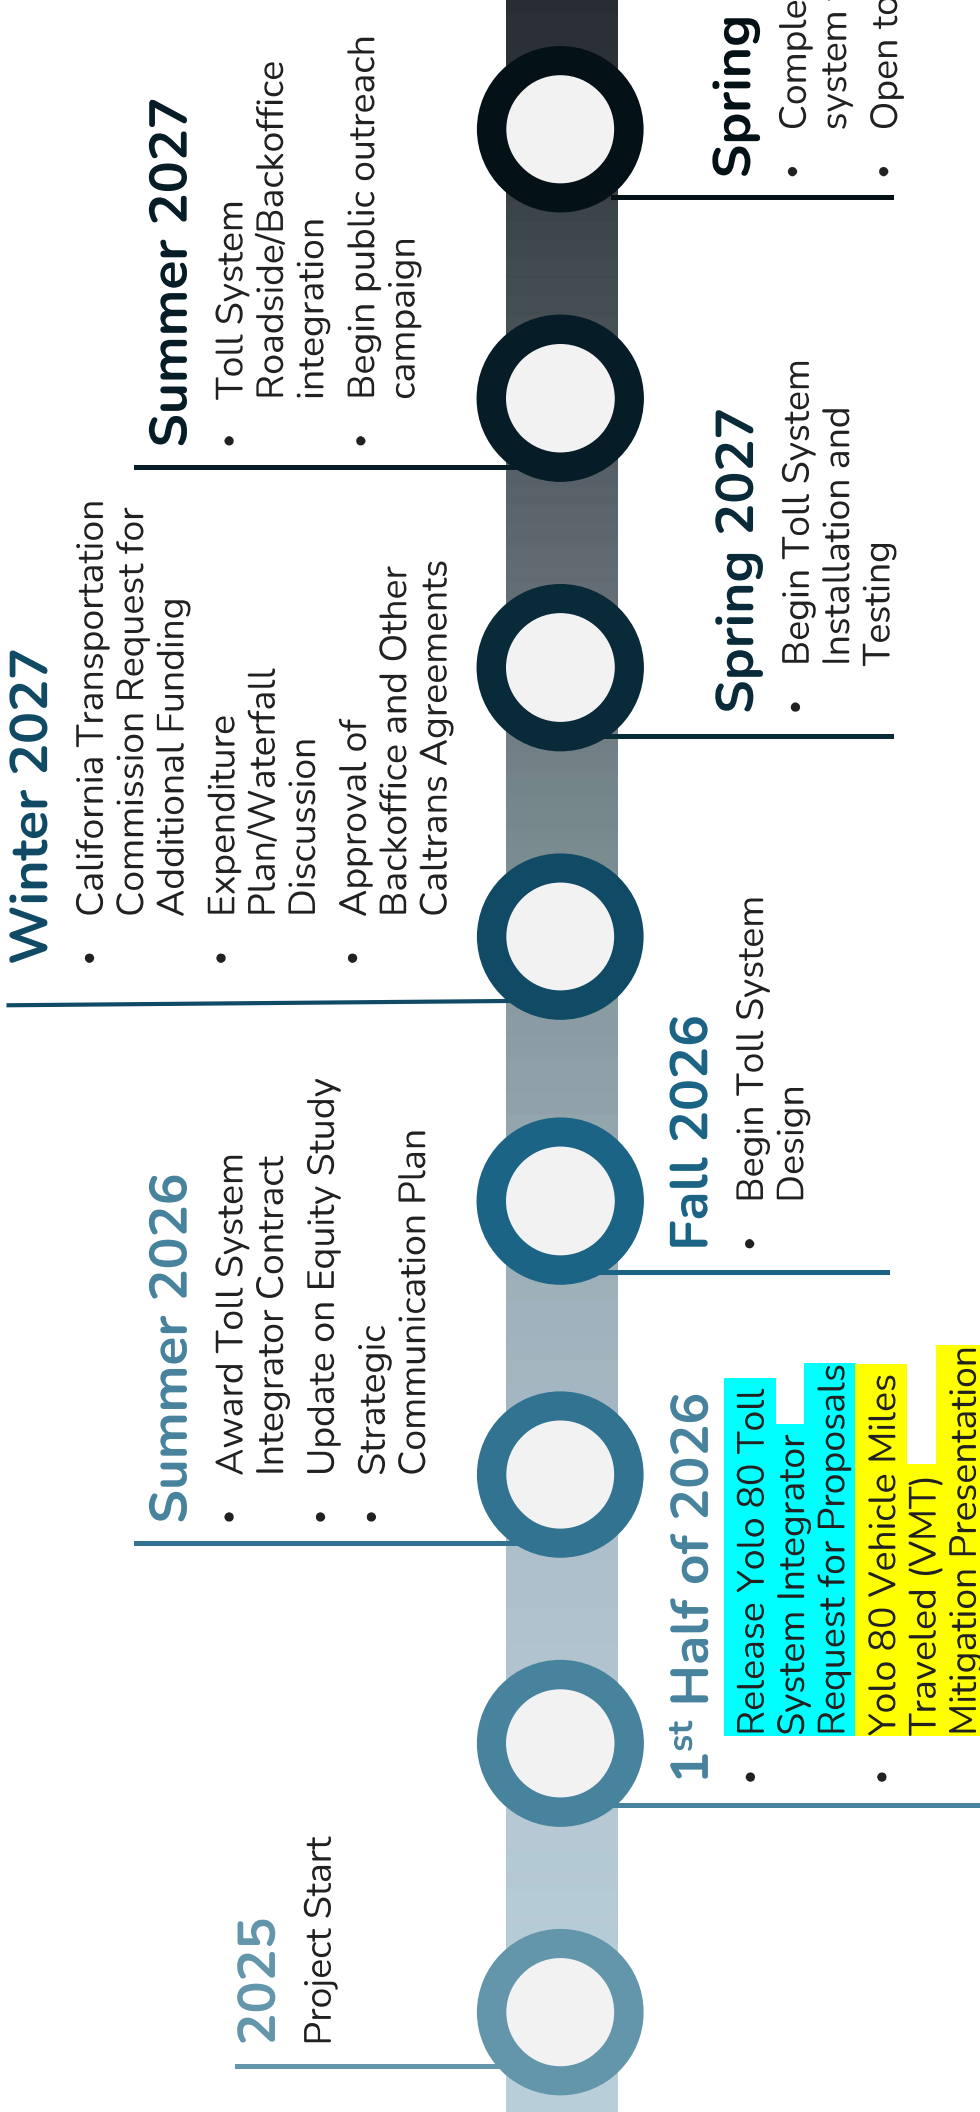 2025
Project Start
1st Half of 2026
• Release Yolo 80 Toll
System Integrator
Request for Proposals
• Yolo 80 Vehicle Miles
Traveled (VMT)
Mitigation Presentation
Summer 2026
• Award Toll System
Integrator Contract
• Update on Equity Study
• Strategic
Communication Plan
Fall 2026
• Begin Toll System
Design
Winter 2027
• California Transportation
Commission Request for
Additional Funding
• Expenditure
Plan/Waterfall
Discussion
• Approval of
Backoffice and Other
Caltrans Agreements
Spring 2027
• Begin Toll System
Installation and
Testing
Summer 2027
• Toll System
Roadside/Backoffice
integration
• Begin public outreach
campaign
Spring
• Comple
system
• Open to